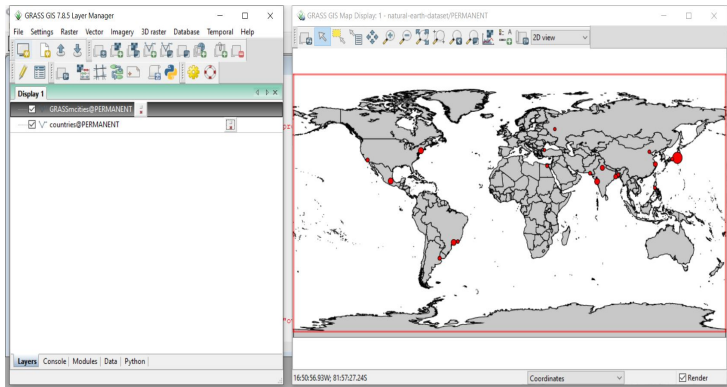 GRASS GIS 7.8.5 Layer Manager
File Settings Raster Vector Imagery 3D raster Database Temporal Help
Display 1
GRASSmcities@PERMANENT
countries@PERMANENT
Layers Console Modules Data Python
GRASS GIS Map Display: 1 - natural-earth-dataset/PERMANENT
2D view
16:50:56.93W; 81:57:27.24S
Coordinates
Render